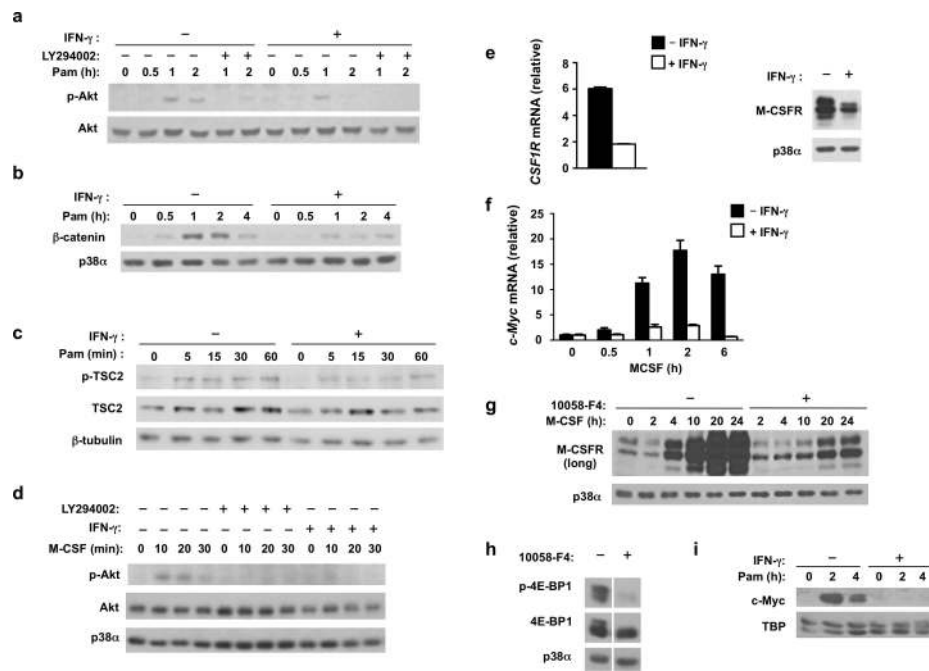 a
IFN-γ : − +
LY294002: − − − − + + − − − − + +
Pam (h) 0 0.5 1 2 1 2 0 0.5 1 2 1 2
p-Akt
Akt
b
IFN-γ : − +
Pam (h): 0 0.5 1 2 4 0 0.5 1 2 4
β-catenin
p38α
c
IFN-γ : − +
Pam (min): 0 5 15 30 60 0 5 15 30 60
p-TSC2
TSC2
β-tubulin
d
LY294002: − − − − + + + + − − − −
IFN-γ: − − − − − − − − + + + +
M-CSF (min) 0 10 20 30 0 10 20 30 0 10 20 30
p-Akt
Akt
p38α
e
CSF1R mRNA (relative)
8
6
4
2
0
− IFN-γ
+ IFN-γ
IFN-γ : − +
M-CSFR
p38α
f
c-Myc mRNA (relative)
25
20
15
10
5
0
− IFN-γ
+ IFN-γ
0 0.5 1 2 6
MCSF (h)
g
10058-F4: − +
M-CSF (h): 0 2 4 10 20 24 2 4 10 20 24
M-CSFR
(long)
p38α
h
10058-F4: − +
p-4E-BP1
4E-BP1
p38α
i
IFN-γ: − +
Pam (h): 0 2 4 0 2 4
c-Myc
TBP